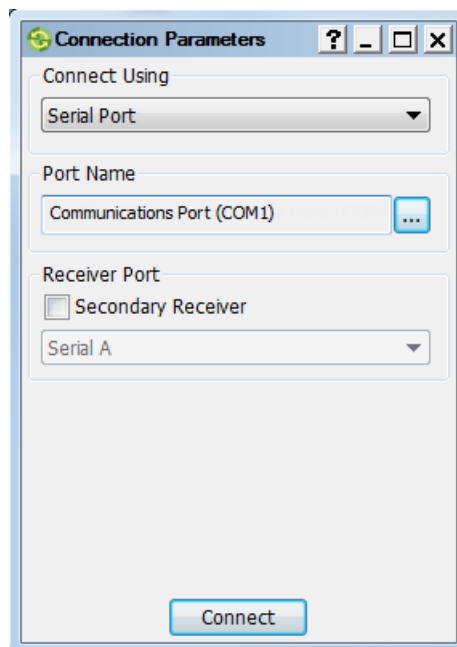 Connection Parameters
Connect Using
Serial Port
Port Name
Communications Port (COM1)
...
Receiver Port
Secondary Receiver
Serial A
Connect